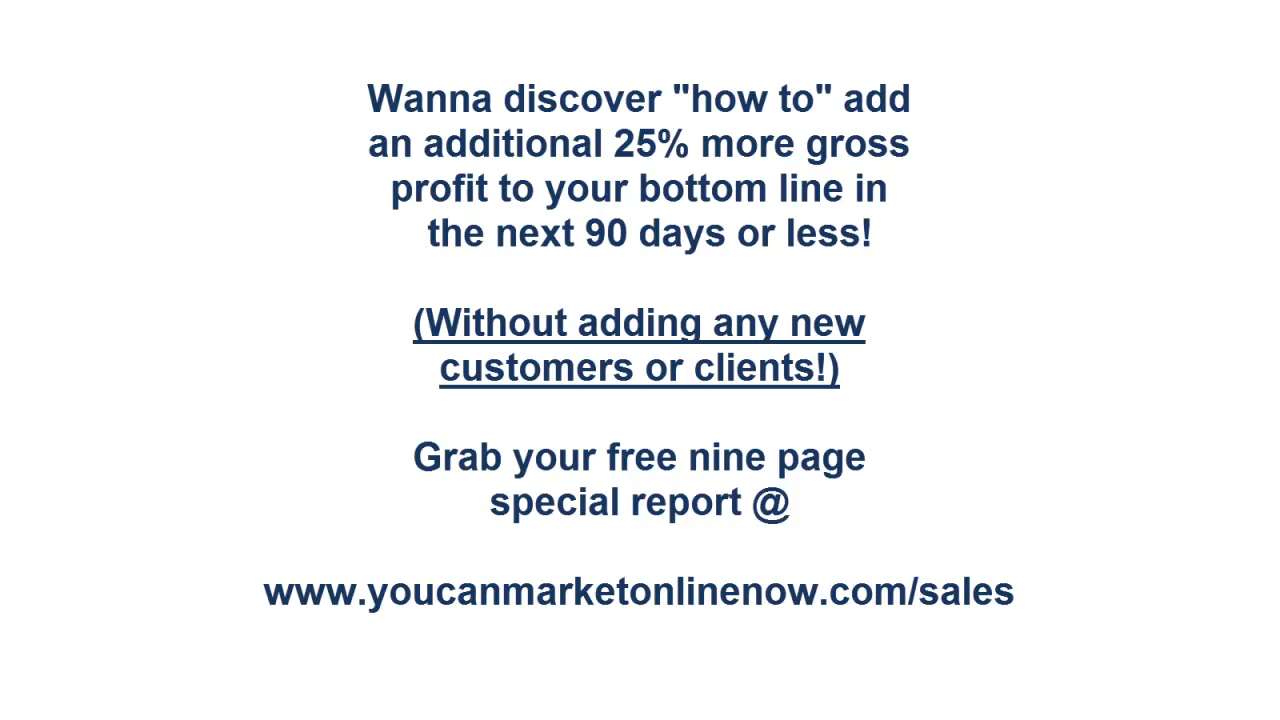 Wanna discover "how to" add
an additional 25% more gross
profit to your bottom line in
the next 90 days or less!
(Without adding any new
customers or clients!)
Grab your free nine page
special report @
www.youcanmarketonlinenow.com/sales